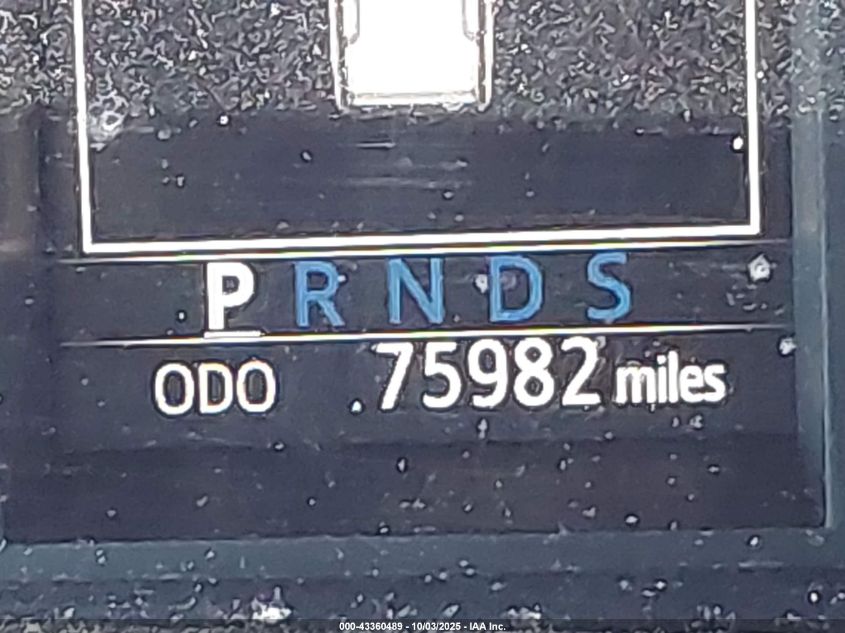 P R N D S
ODO 75982 miles
000-43360489 - 10/03/2025 - IAA Inc.